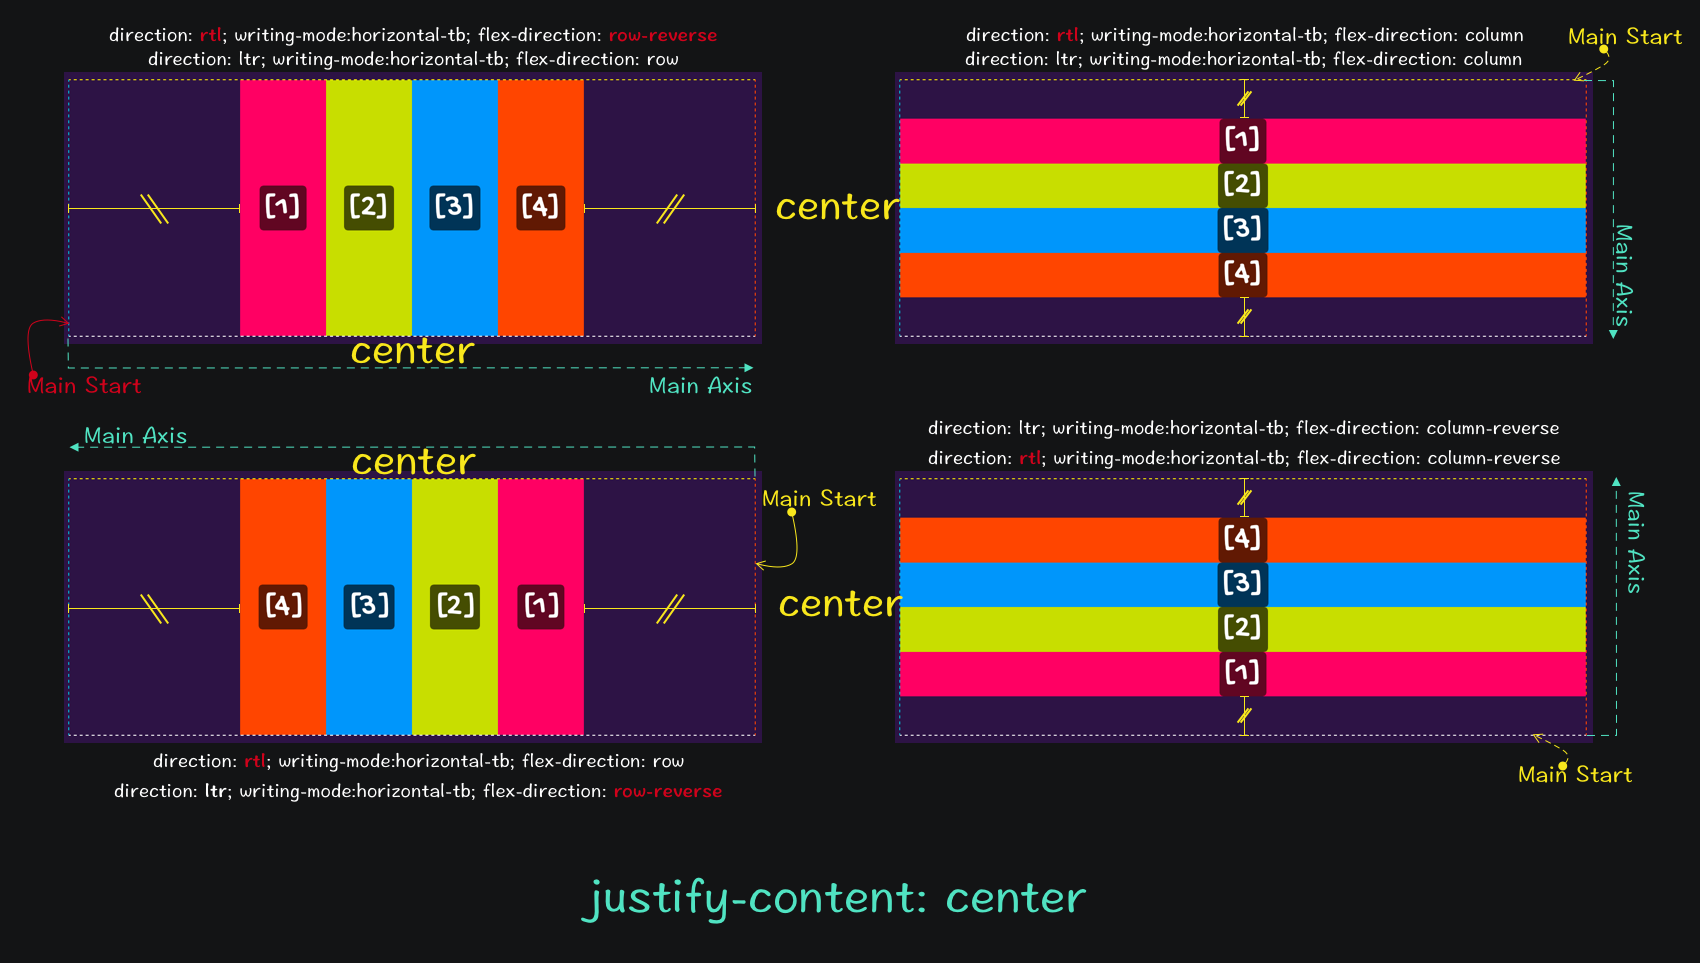 direction: rtl; writing-mode:horizontal-tb; flex-direction: row-reverse
direction: ltr; writing-mode:horizontal-tb; flex-direction: row
[1] [2] [3] [4]
center
Main Start
Main Axis
direction: rtl; writing-mode:horizontal-tb; flex-direction: column
direction: ltr; writing-mode:horizontal-tb; flex-direction: column
Main Start
center
[1]
[2]
[3]
[4]
Main Axis
Main Axis
center
Main Start
[4] [3] [2] [1]
direction: rtl; writing-mode:horizontal-tb; flex-direction: row
direction: ltr; writing-mode:horizontal-tb; flex-direction: row-reverse
direction: ltr; writing-mode:horizontal-tb; flex-direction: column-reverse
direction: rtl; writing-mode:horizontal-tb; flex-direction: column-reverse
center
[4]
[3]
[2]
[1]
Main Axis
Main Start
justify-content: center